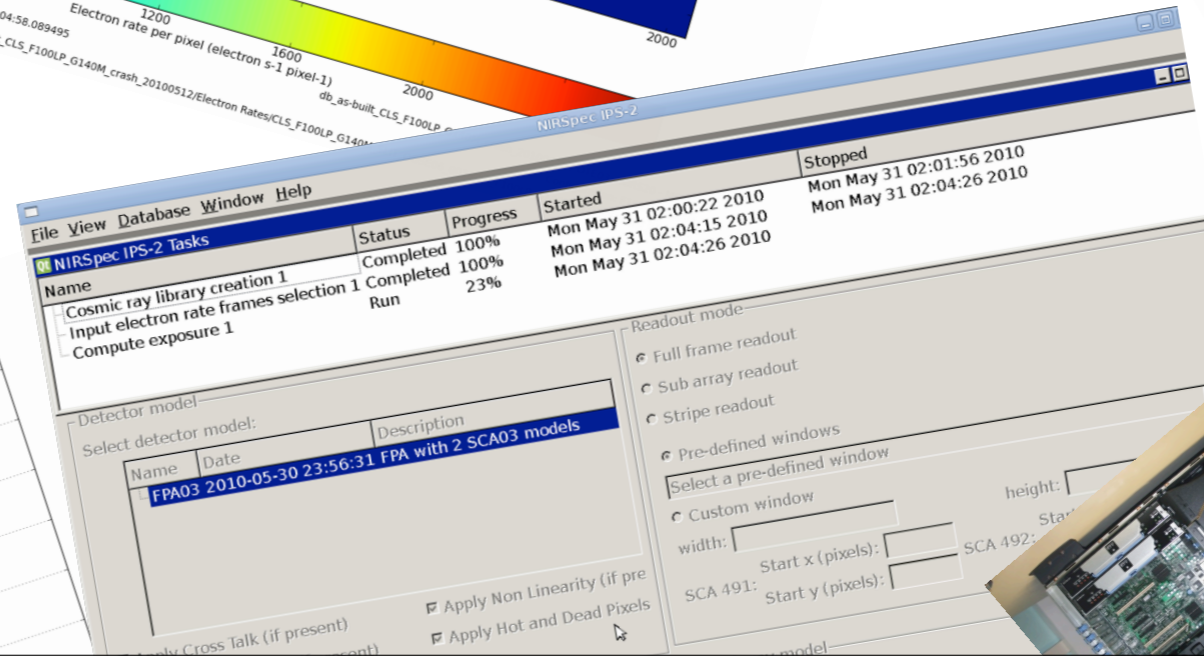 1200
2000
04:58.089495
Electron rate per pixel (electron s-1 pixel-1)
1600
2000
_CLS_F100LP_G140M_crash_20100512/Electron Rates/CLS_F100LP_G140M
db_as-built_CLS_F100LP_
NIRSpec IPS-2
File View Database Window Help
NIRSpec IPS-2 Tasks
Name Status Progress Started Stopped
Cosmic ray library creation 1 Completed 100% Mon May 31 02:00:22 2010 Mon May 31 02:01:56 2010
Input electron rate frames selection 1 Completed 100% Mon May 31 02:04:15 2010 Mon May 31 02:04:26 2010
Compute exposure 1 Run 23% Mon May 31 02:04:26 2010
Detector model
Select detector model:
Name Date Description
FPA03 2010-05-30 23:56:31 FPA with 2 SCA03 models
Apply Non Linearity (if pre
Apply Cross Talk (if present)
Apply Hot and Dead Pixels
sent)
Readout mode
Full frame readout
Sub array readout
Stripe readout
Pre-defined windows
Select a pre-defined window
Custom window
width: height:
SCA 491: Start x (pixels): SCA 492: Star
Start y (pixels):
model